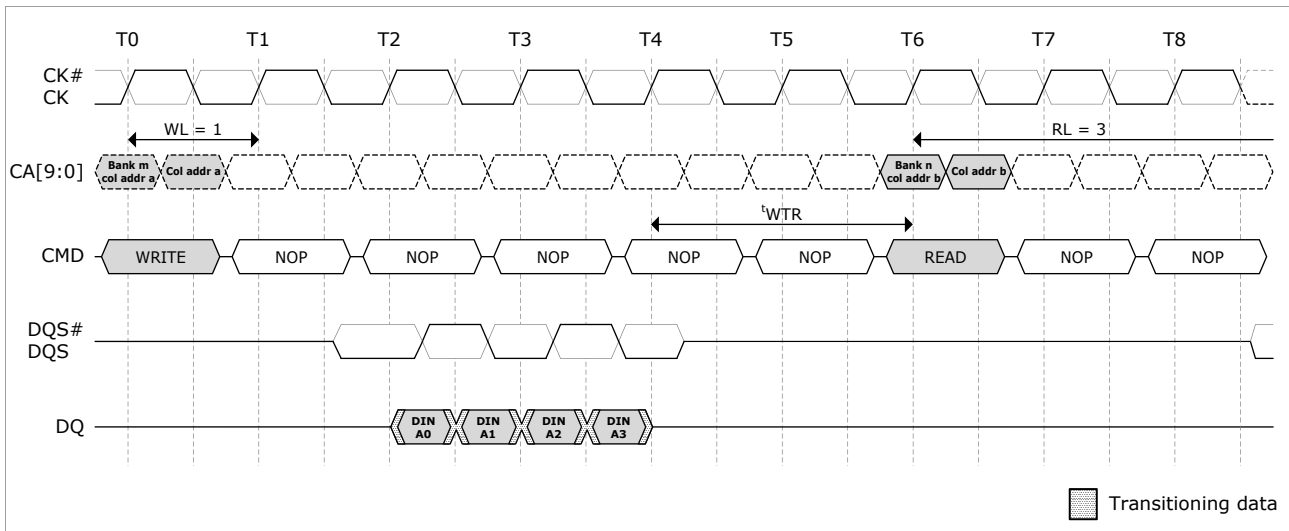 T0 T1 T2 T3 T4 T5 T6 T7 T8
CK#
CK
WL = 1 RL = 3
CA[9:0] Bank m col addr a Col addr a Bank n col addr b Col addr b
tWTR
CMD WRITE NOP NOP NOP NOP NOP READ NOP NOP
DQS#
DQS
DQ DIN A0 DIN A1 DIN A2 DIN A3
Transitioning data